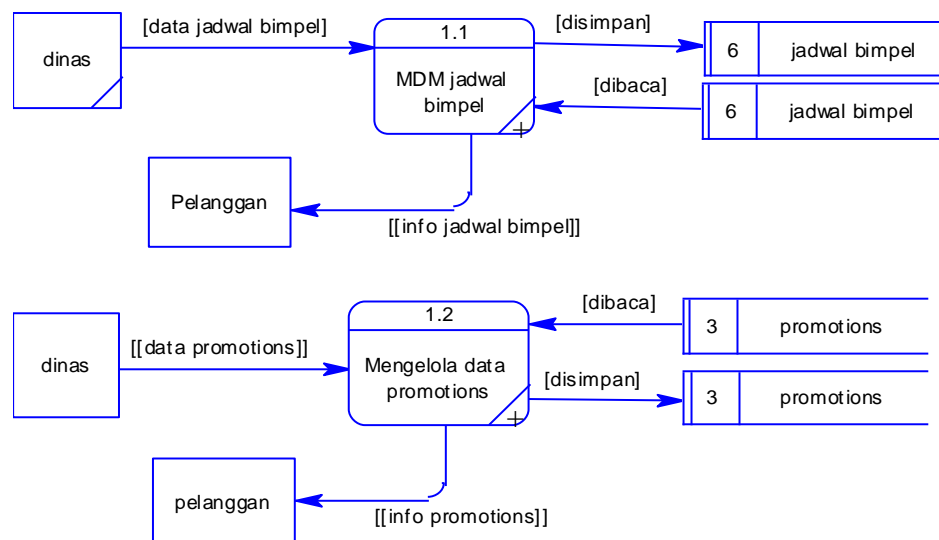 [data jadwal bimpel]
dinas
1.1
MDM jadwal
bimpel
[disimpan]
6 jadwal bimpel
[dibaca]
6 jadwal bimpel
Pelanggan
[[info jadwal bimpel]]
dinas
[[data promotions]]
1.2
Mengelola data
promotions
[dibaca]
3 promotions
[disimpan]
3 promotions
pelanggan
[[info promotions]]